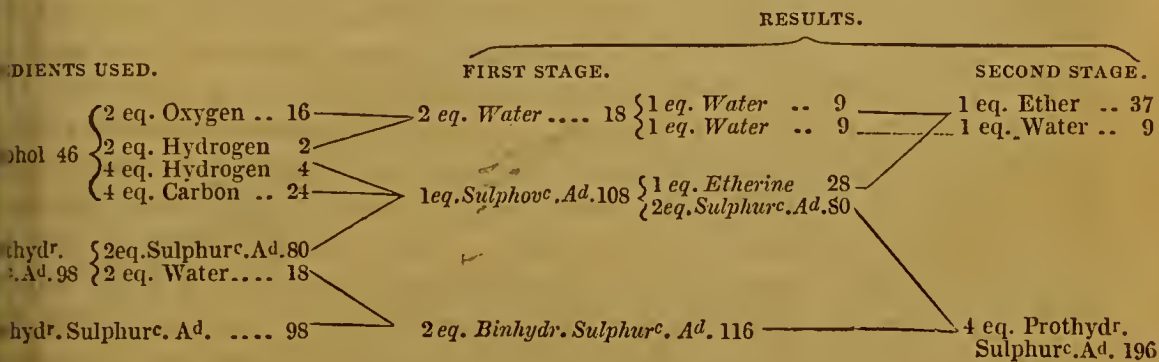 RESULTS.
DIENTS USED. FIRST STAGE. SECOND STAGE.
2 eq. Oxygen .. 16 2 eq. Water .... 18 1 eq. Water .. 9 1 eq. Ether .. 37
1 eq. Water .. 9 1 eq. Water .. 9
ohol 46 2 eq. Hydrogen 2
4 eq. Hydrogen 4
4 eq. Carbon .. 24 1eq.Sulphovc.Ad.108 1 eq. Etherine 28
2eq.Sulphurc.Ad.80
thydr. 2eq.Sulphurc.Ad.80
c.Ad.98 2 eq. Water.... 18
hydr. Sulphurc. Ad. .... 98 2 eq. Binhydr. Sulphurc. Ad. 116 4 eq. Prothydr.
Sulphurc.Ad. 196